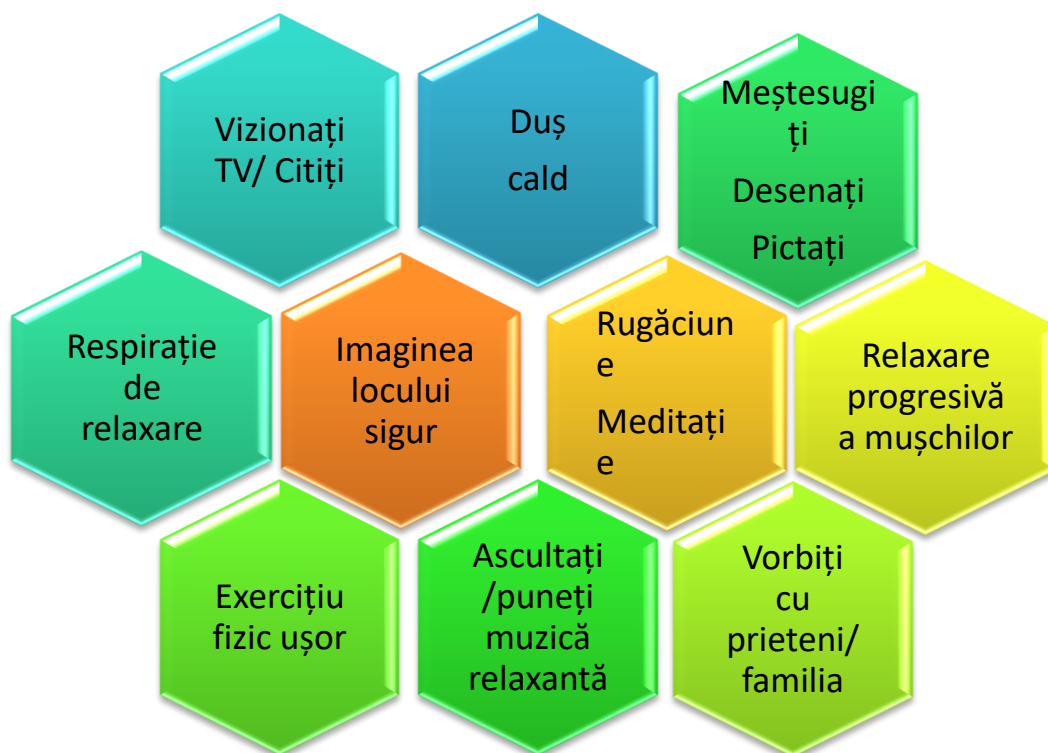 Vizionați
TV/ Citiți
Duș
cald
Meștesugi
ți
Desenați
Pictați
Respirație
de
relaxare
Imaginea
locului
sigur
Rugăciun
e
Meditați
e
Relaxare
progresivă
a mușchilor
Exercițiu
fizic ușor
Ascultați
/puneți
muzică
relaxantă
Vorbiți
cu
prieteni/
familia